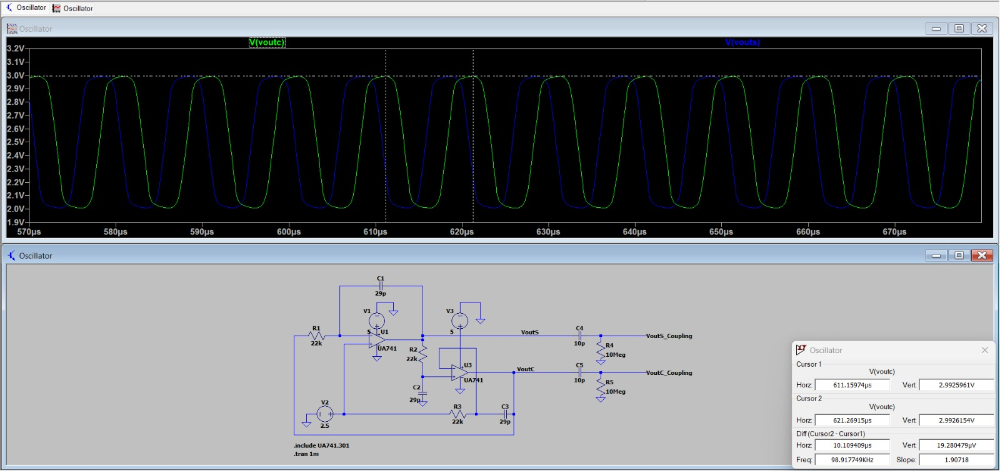 Oscillator Oscillator
Oscillator
V(voutc) V(vouts)
3.2V
3.1V
3.0V
2.9V
2.8V
2.7V
2.6V
2.5V
2.4V
2.3V
2.2V
2.1V
2.0V
1.9V
570µs 580µs 590µs 600µs 610µs 620µs 630µs 640µs 650µs 660µs 670µs
Oscillator
C1
29p
V1
5
R1
22k
U1
UA741
V3
5
R2
22k
C2
29p
U3
UA741
VoutS
C4
10p
VoutS_Coupling
R4
10Meg
VoutC
C5
10p
VoutC_Coupling
R5
10Meg
V2
2.5
R3
22k
C3
29p
.include UA741.301
.tran 1m
Oscillator
Cursor 1
V(voutc)
Horz: 611.15974µs Vert: 2.9925961V
Cursor 2
V(voutc)
Horz: 621.26915µs Vert: 2.9926154V
Diff (Cursor2 - Cursor1)
Horz: 10.109409µs Vert: 19.280479µV
Freq: 98.917749KHz Slope: 1.90718